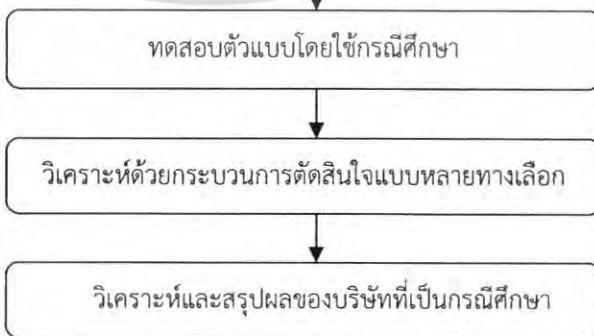 ทดสอบตัวแบบโดยใช้กรณีศึกษา
วิเคราะห์ด้วยกระบวนการตัดสินใจแบบหลายทางเลือก
วิเคราะห์และสรุปผลของบริษัทที่เป็นกรณีศึกษา